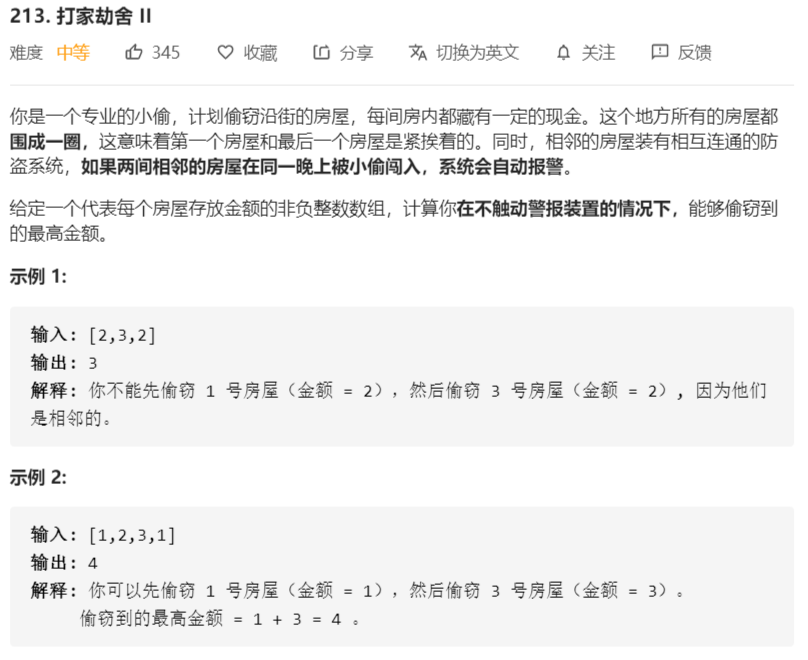 213. 打家劫舍 II
难度 中等 345 收藏 分享 切换为英文 关注 反馈
你是一个专业的小偷，计划偷窃沿街的房屋，每间房内都藏有一定的现金。这个地方所有的房屋都
围成一圈，这意味着第一个房屋和最后一个房屋是紧挨着的。同时，相邻的房屋装有相互连通的防
盗系统，如果两间相邻的房屋在同一晚上被小偷闯入，系统会自动报警。
给定一个代表每个房屋存放金额的非负整数数组，计算你在不触动警报装置的情况下，能够偷窃到
的最高金额。
示例 1:
输入: [2,3,2]
输出: 3
解释: 你不能先偷窃 1 号房屋（金额 = 2），然后偷窃 3 号房屋（金额 = 2）, 因为他们
是相邻的。
示例 2:
输入: [1,2,3,1]
输出: 4
解释: 你可以先偷窃 1 号房屋（金额 = 1），然后偷窃 3 号房屋（金额 = 3）。
偷窃到的最高金额 = 1 + 3 = 4 。